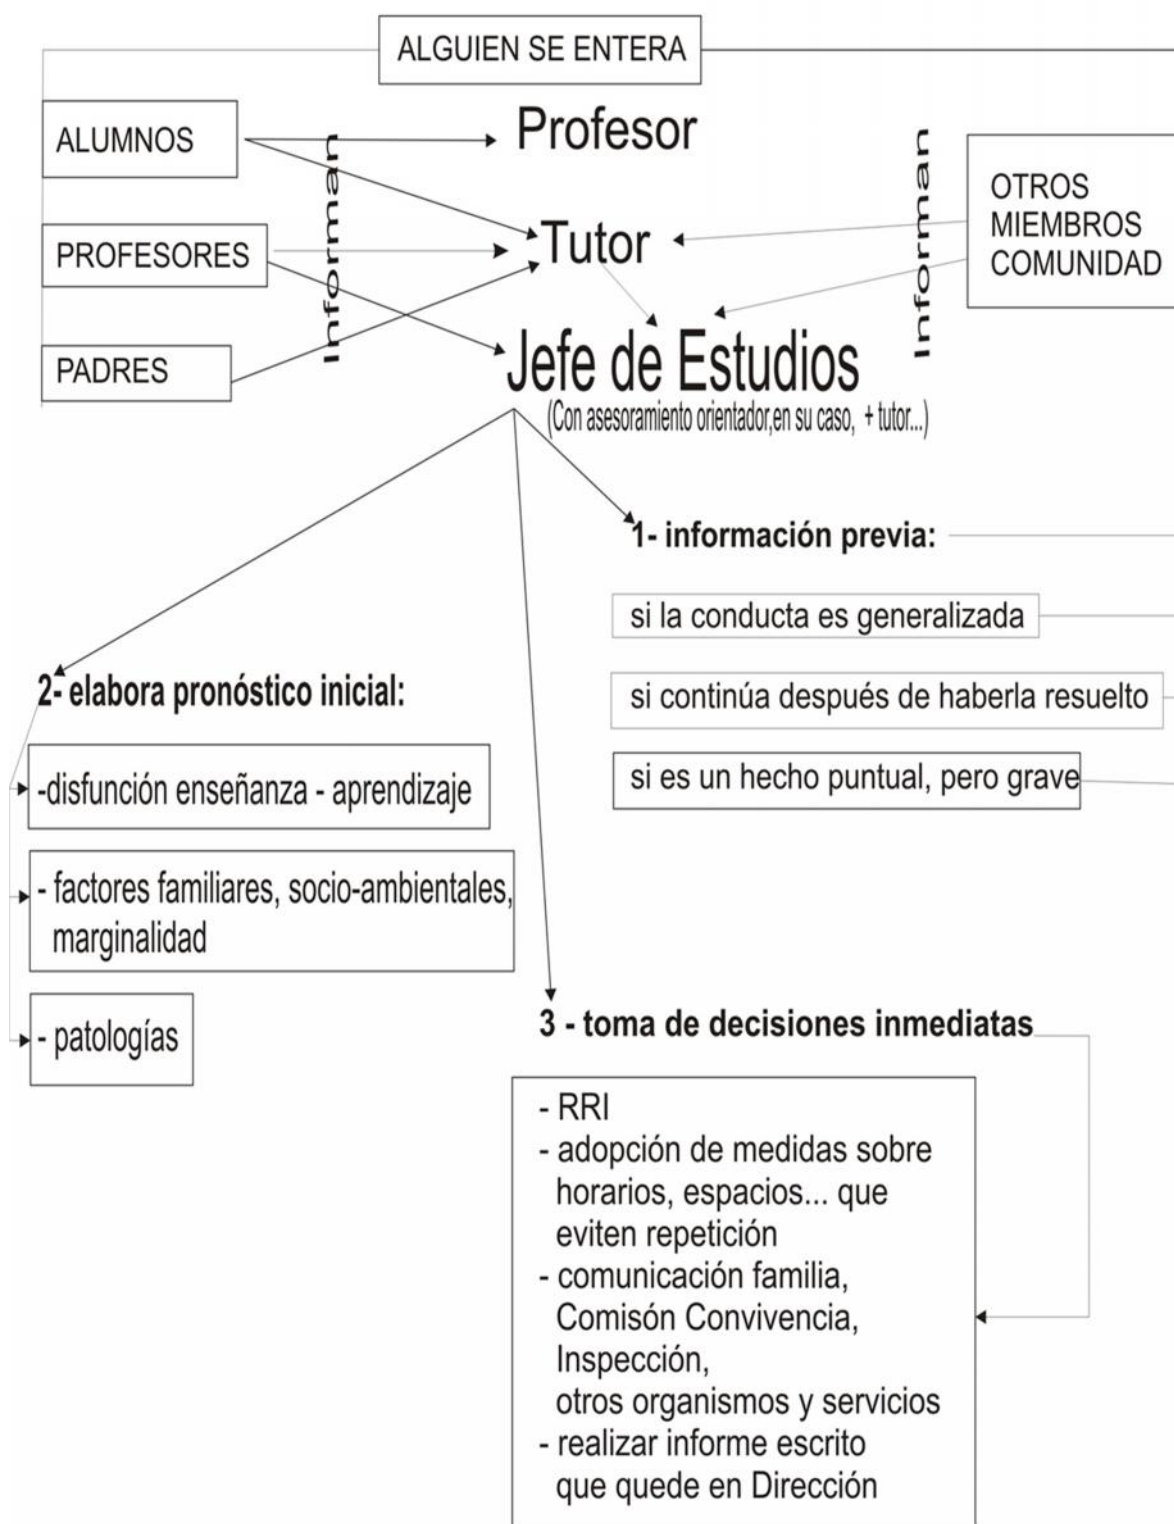 ALGUIEN SE ENTERA
ALUMNOS
PROFESORES
PADRES
Informan
Profesor
Tutor
Jefe de Estudios
(Con asesoramiento orientador,en su caso, + tutor...)
Informan
OTROS
MIEMBROS
COMUNIDAD
1- información previa:
si la conducta es generalizada
si continúa después de haberla resuelto
si es un hecho puntual, pero grave
2- elabora pronóstico inicial:
-disfunción enseñanza - aprendizaje
- factores familiares, socio-ambientales,
marginalidad
- patologías
3 - toma de decisiones inmediatas
- RRI
- adopción de medidas sobre
horarios, espacios... que
eviten repetición
- comunicación familia,
Comisón Convivencia,
Inspección,
otros organismos y servicios
- realizar informe escrito
que quede en Dirección